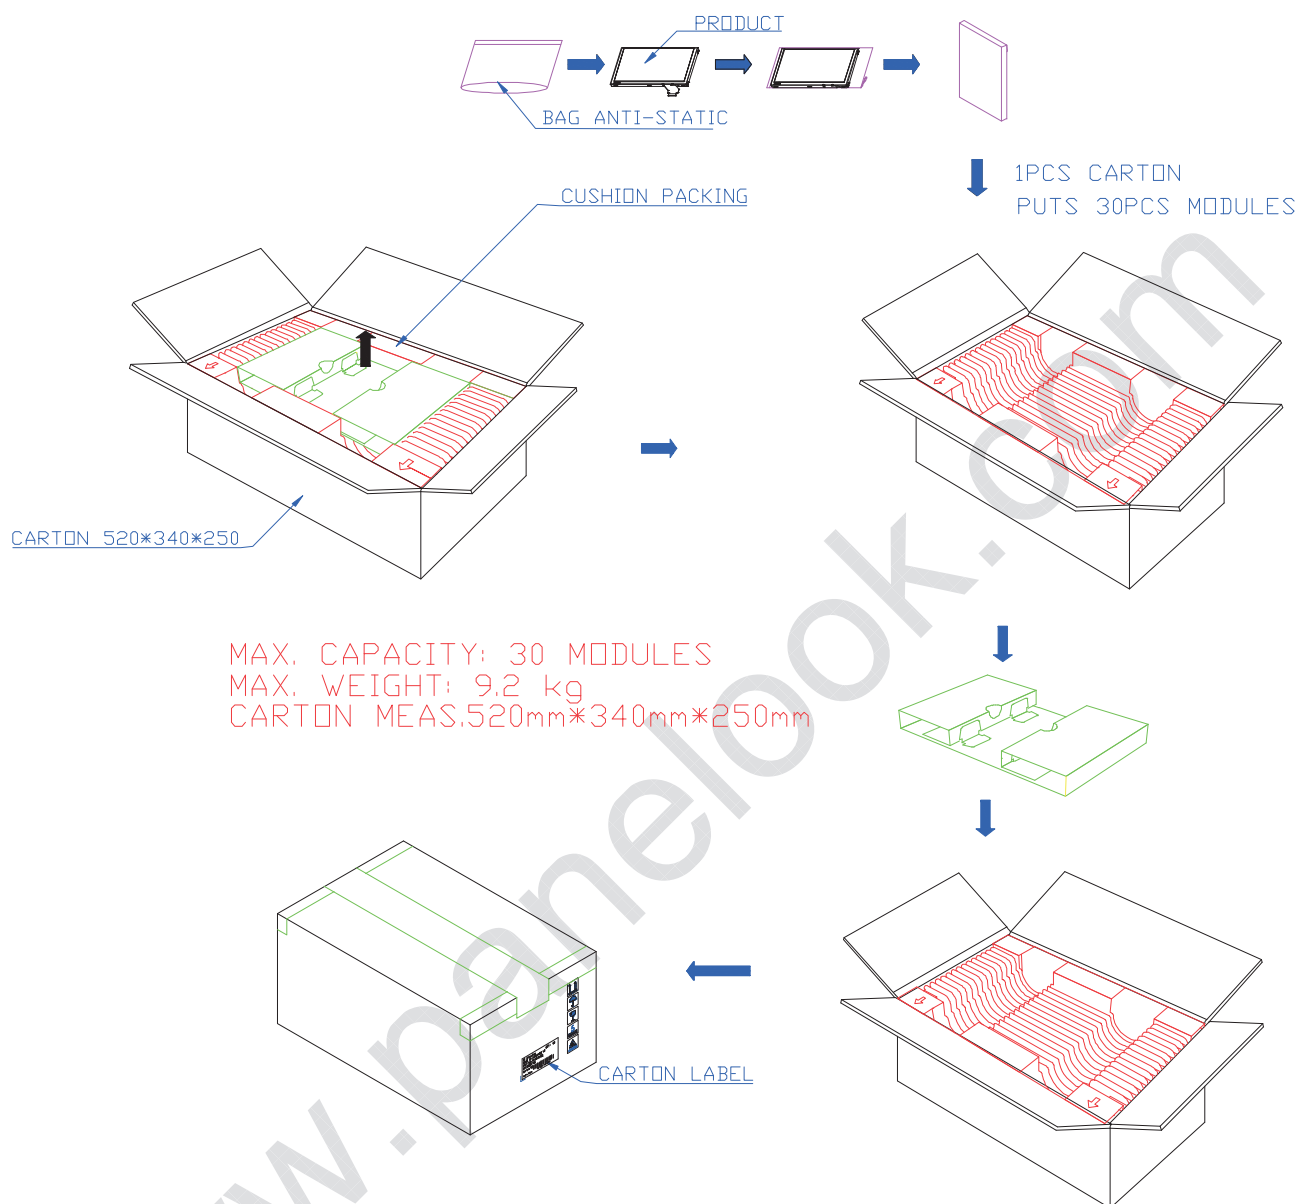 PRODUCT
BAG ANTI-STATIC
1PCS CARTON
PUTS 30PCS MODULES
CUSHION PACKING
CARTON 520*340*250
MAX. CAPACITY: 30 MODULES
MAX. WEIGHT: 9.2 kg
CARTON MEAS.520mm*340mm*250mm
CARTON LABEL
www.panelook.com